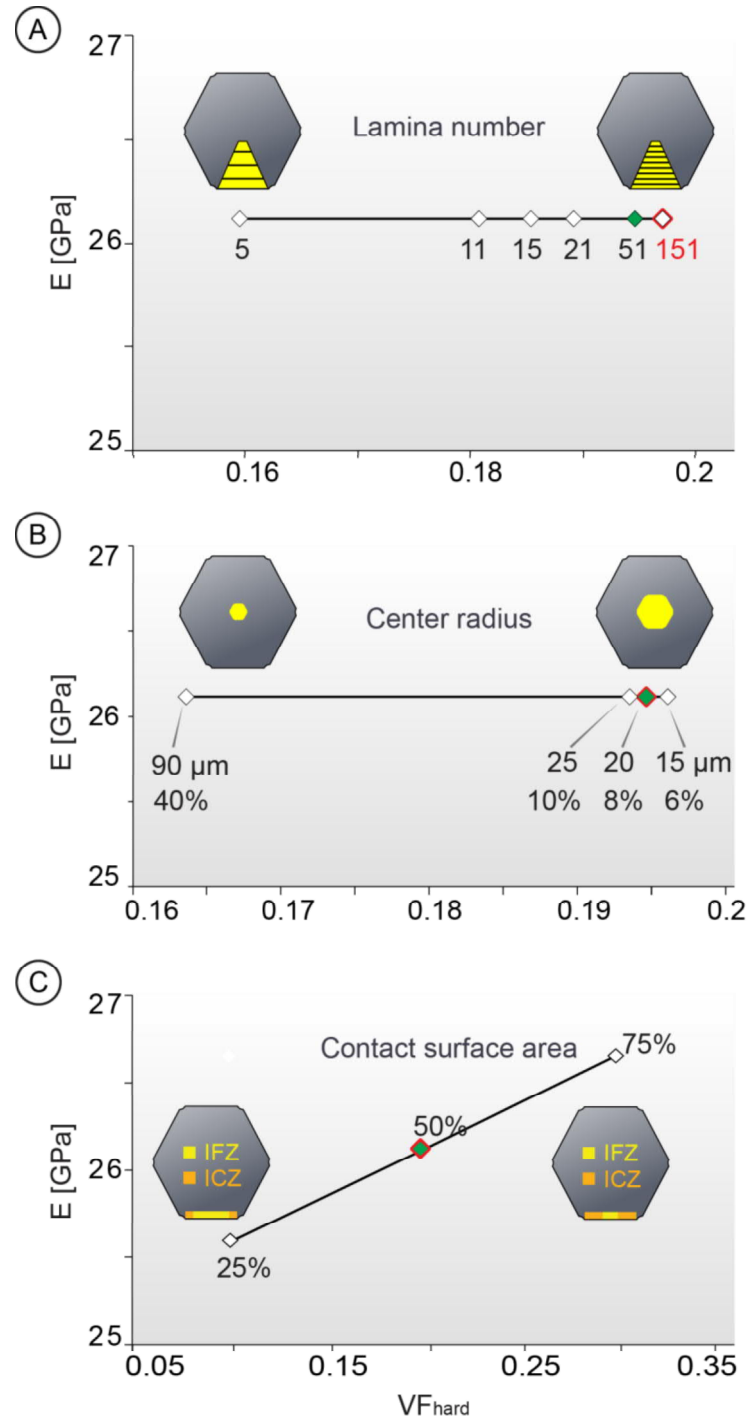 A
27
Lamina number
26
5 11 15 21 51 151
E [GPa]
25
0.16 0.18 0.2
B
27
Center radius
26
E [GPa]
90 µm 25 20 15 µm
40% 10% 8% 6%
25
0.16 0.17 0.18 0.19 0.2
C
27
Contact surface area 75%
50%
IFZ IFZ
26
ICZ ICZ
E [GPa]
25%
25
0.05 0.15 0.25 0.35
VFhard